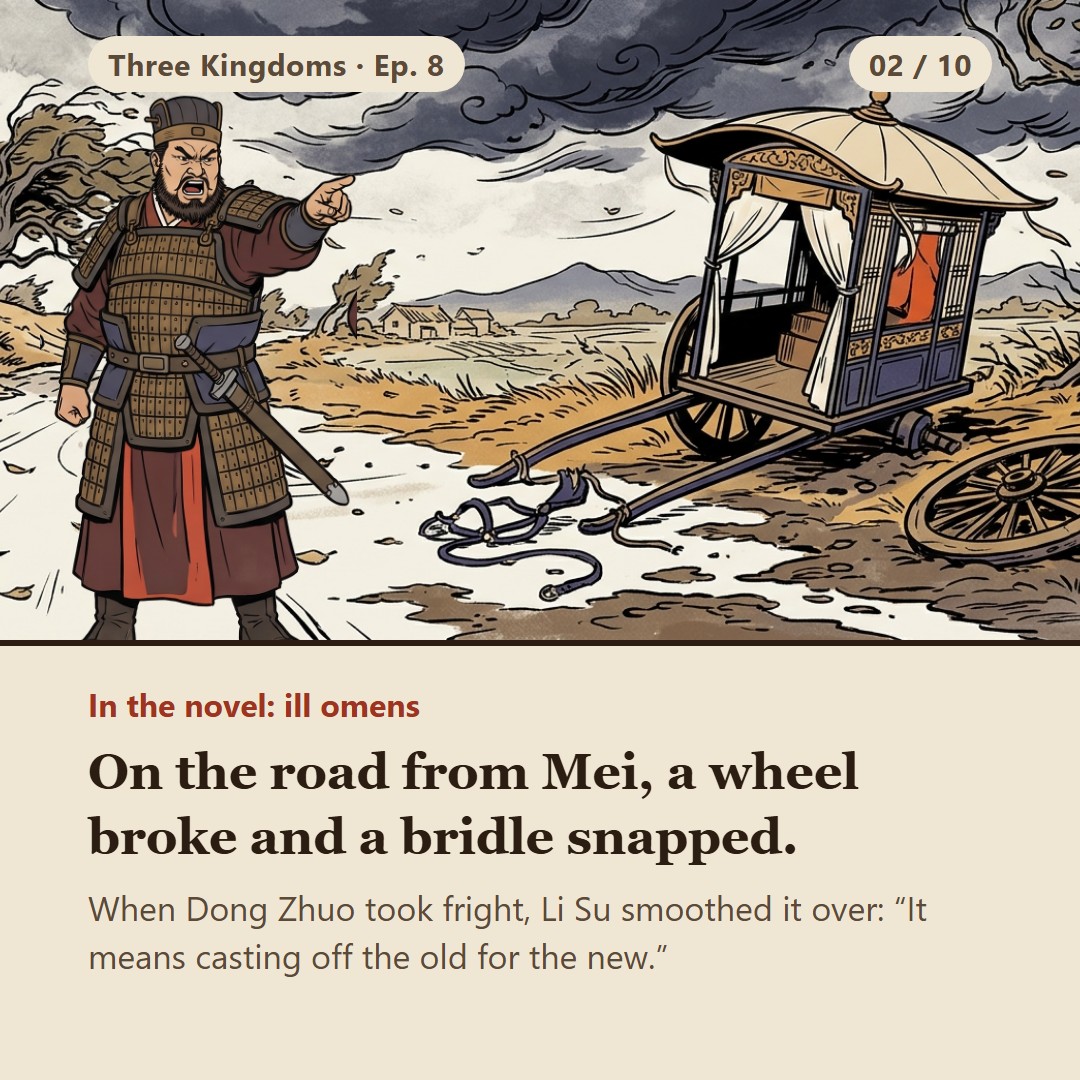 Three Kingdoms · Ep. 8
02 / 10
In the novel: ill omens
On the road from Mei, a wheel
broke and a bridle snapped.
When Dong Zhuo took fright, Li Su smoothed it over: “It
means casting off the old for the new.”